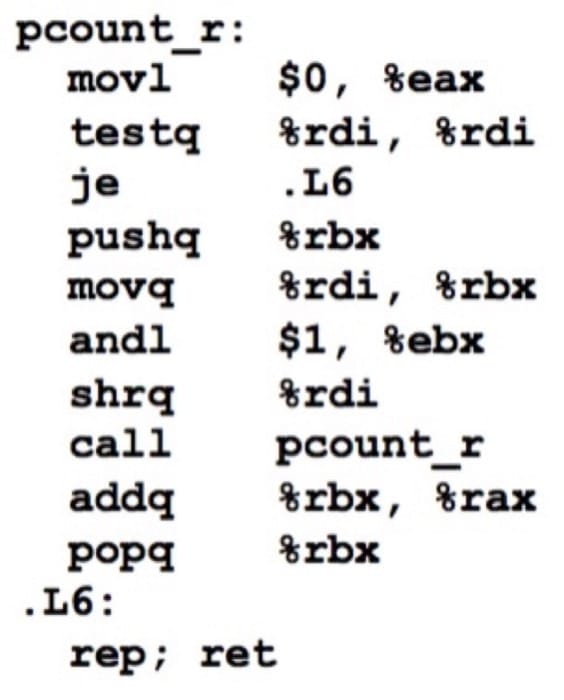 pcount_r:
movl $0, %eax
testq %rdi, %rdi
je .L6
pushq %rbx
movq %rdi, %rbx
andl $1, %ebx
shrq %rdi
call pcount_r
addq %rbx, %rax
popq %rbx
.L6:
rep; ret